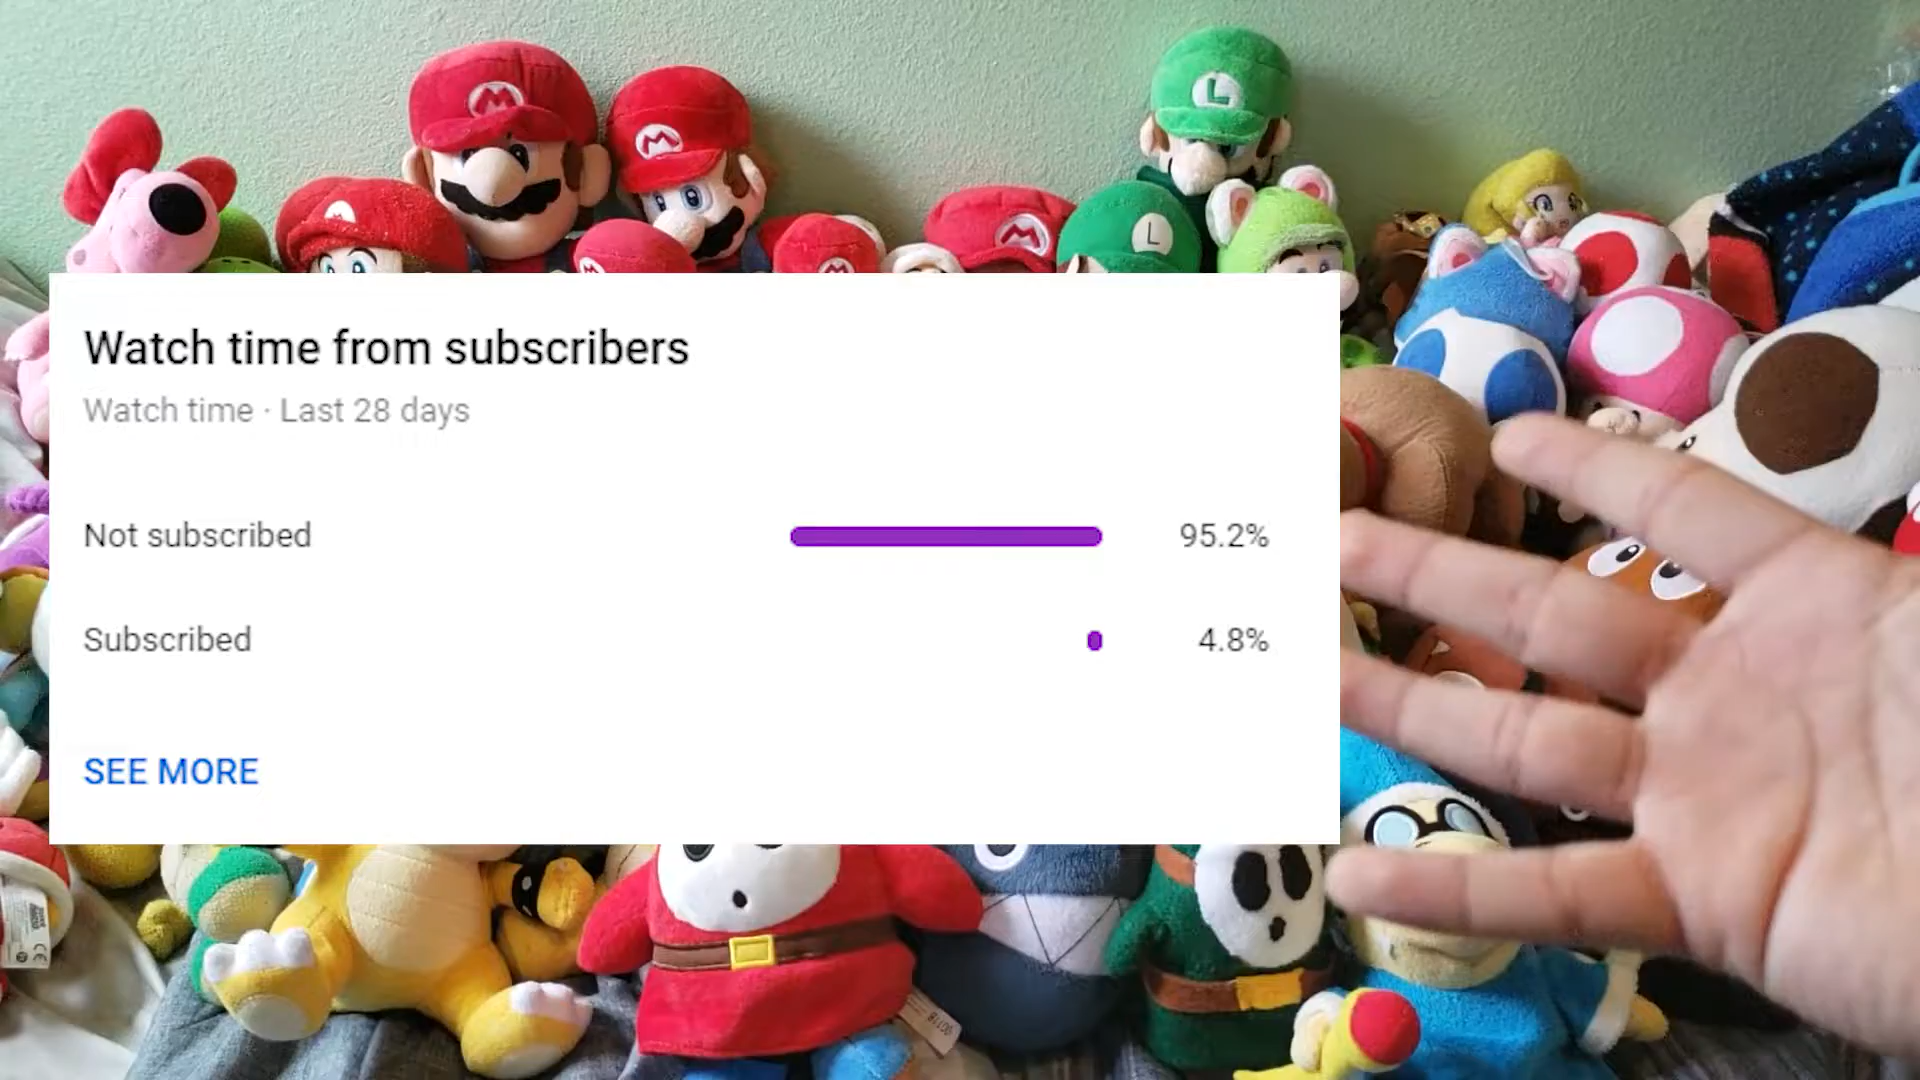 M
M
L
M
M
M
M
L
Watch time from subscribers
Watch time · Last 28 days
Not subscribed 95.2%
Subscribed 4.8%
SEE MORE